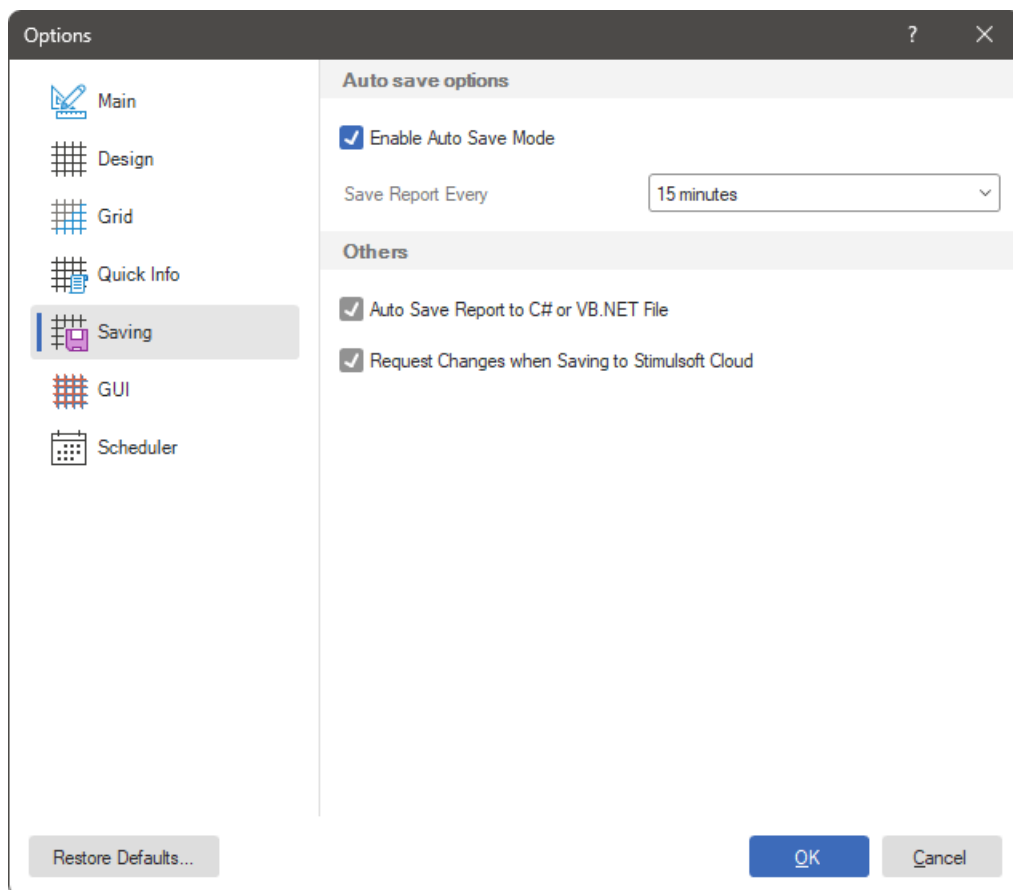 Options
?
Main
Design
Grid
Quick Info
Saving
GUI
Scheduler
Auto save options
Enable Auto Save Mode
Save Report Every
15 minutes
Others
Auto Save Report to C# or VB.NET File
Request Changes when Saving to Stimulsoft Cloud
Restore Defaults...
OK
Cancel